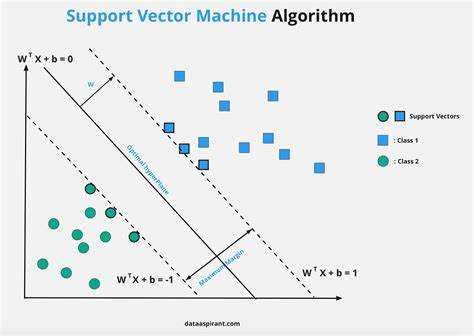 Support Vector Machine Algorithm
W^T X + b = 0
w
Support Vectors
: Class 1
: Class 2
Optimal hyperPlane
Maximum Margin
W^T X + b = -1
W^T X + b = 1
dataaspirant.com